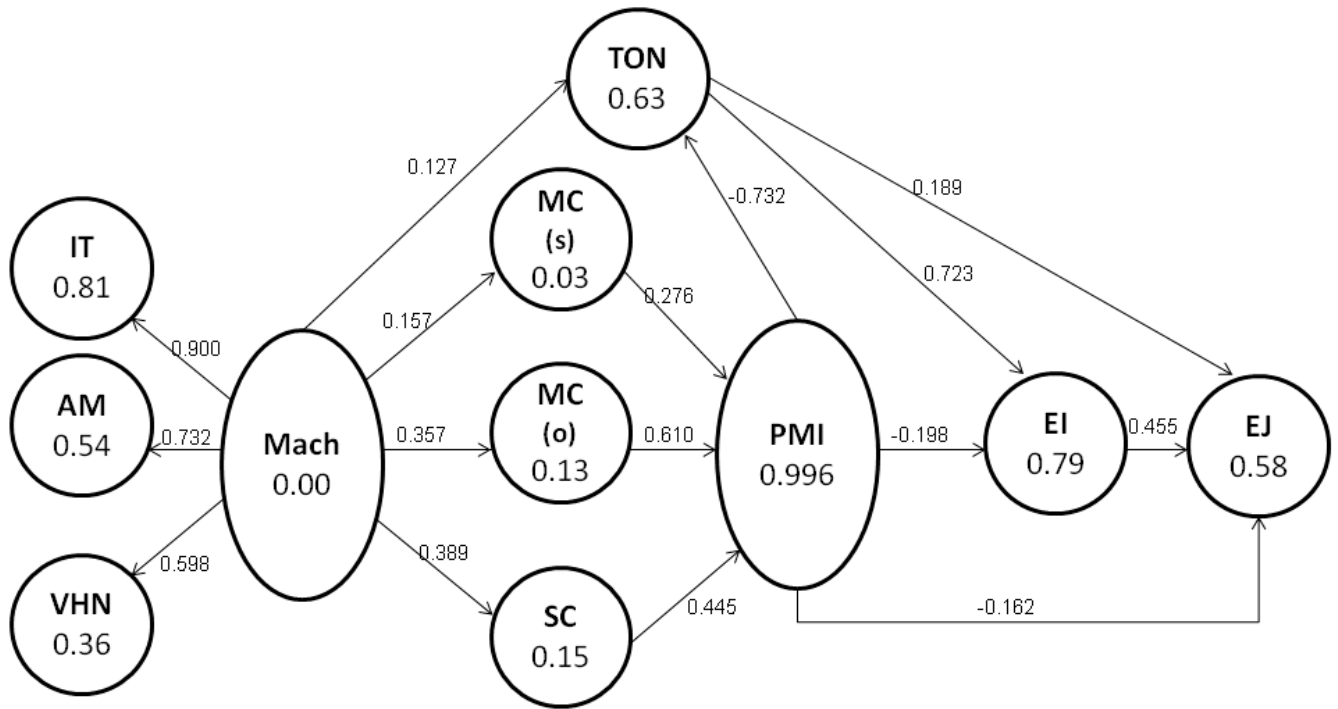 TON
0.63
0.127
-0.732
0.189
MC
(s)
0.03
IT
0.81
0.157
0.276
0.723
0.900
AM
0.54
0.732
Mach
0.00
0.357
MC
(o)
0.13
0.610
PMI
0.996
-0.198
EI
0.79
0.455
EJ
0.58
0.598
0.389
VHN
0.36
SC
0.15
0.445
-0.162